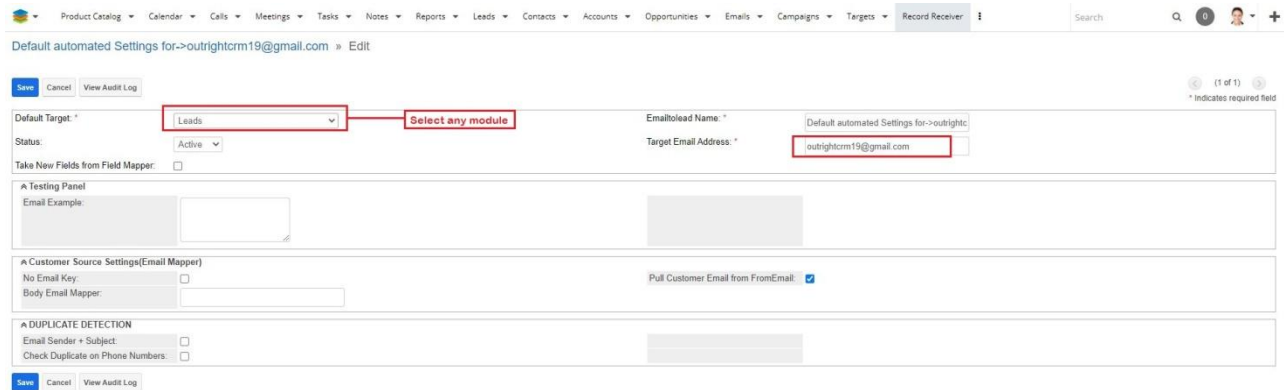 Product Catalog Calendar Calls Meetings Tasks Notes Reports Leads Contacts Accounts Opportunities Emails Campaigns Targets Record Receiver Search 0
Default automated Settings for->outrightcrm19@gmail.com » Edit
Save Cancel View Audit Log (1 of 1)
* Indicates required field
Default Target: * Leads Select any module Emailtolead Name: * Default automated Settings for->outrightc
Status: Active Target Email Address: * outrightcrm19@gmail.com
Take New Fields from Field Mapper:
Testing Panel
Email Example:
Customer Source Settings(Email Mapper)
No Email Key: Pull Customer Email from FromEmail:
Body Email Mapper:
DUPLICATE DETECTION
Email Sender + Subject:
Check Duplicate on Phone Numbers:
Save Cancel View Audit Log